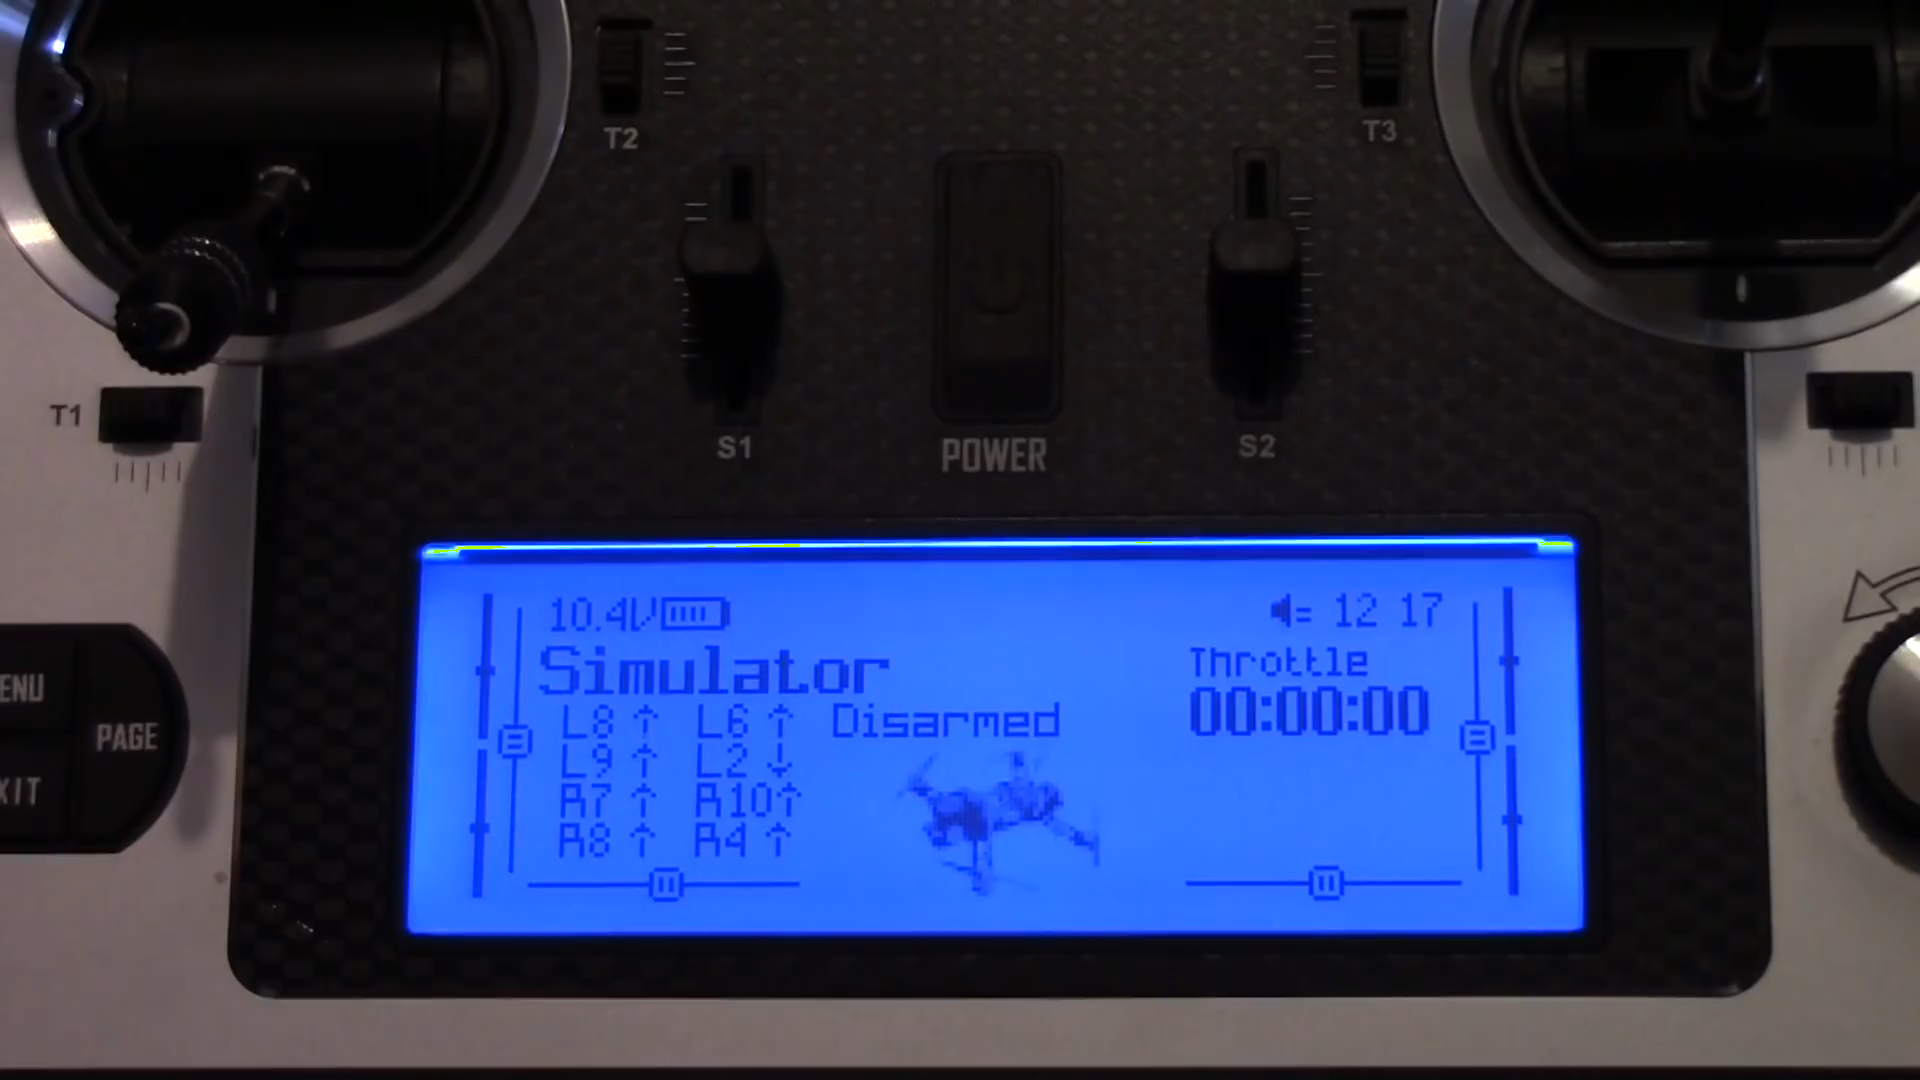 T2
T3
T1
S1
POWER
S2
ENU
PAGE
XIT
10.4V
12 17
Simulator
Throttle
00:00:00
L8 ↑ L6 ↑ Disarmed
L9 ↑ L2 ↓
R7 ↑ R10↑
R8 ↑ R4 ↑